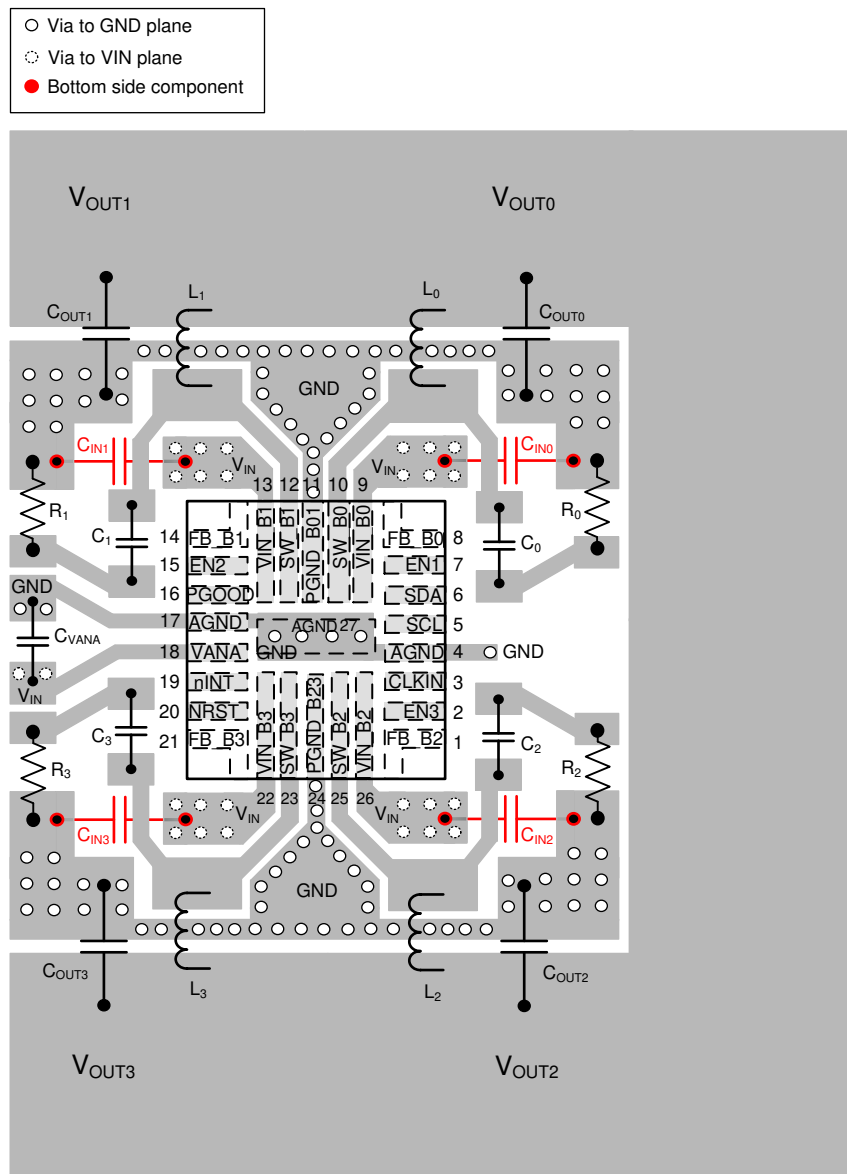 Via to GND plane
Via to VIN plane
Bottom side component
VOUT1
VOUT0
L1
L0
COUT1
COUT0
GND
CIN1
CIN0
VIN
VIN
13 12 11 10 9
R1
R0
C1
C0
14 FB_B1
VIN_B1
SW_B1
PGND_B01
SW_B0
VIN_B0
FB_B0 8
15 EN2
EN1 7
16 PGOOD
SDA 6
GND
17 AGND
SCL 5
AGND 27
CVANA
18 VANA
GND
AGND 4
GND
19 nINT
CLKIN 3
VIN
20 NRST
EN3 2
21 FB_B3
VIN_B3
SW_B3
PGND_B23
SW_B2
VIN_B2
FB_B2 1
C3
C2
R3
R2
22 23 24 25 26
VIN
VIN
CIN3
CIN2
GND
COUT3
COUT2
L3
L2
VOUT3
VOUT2